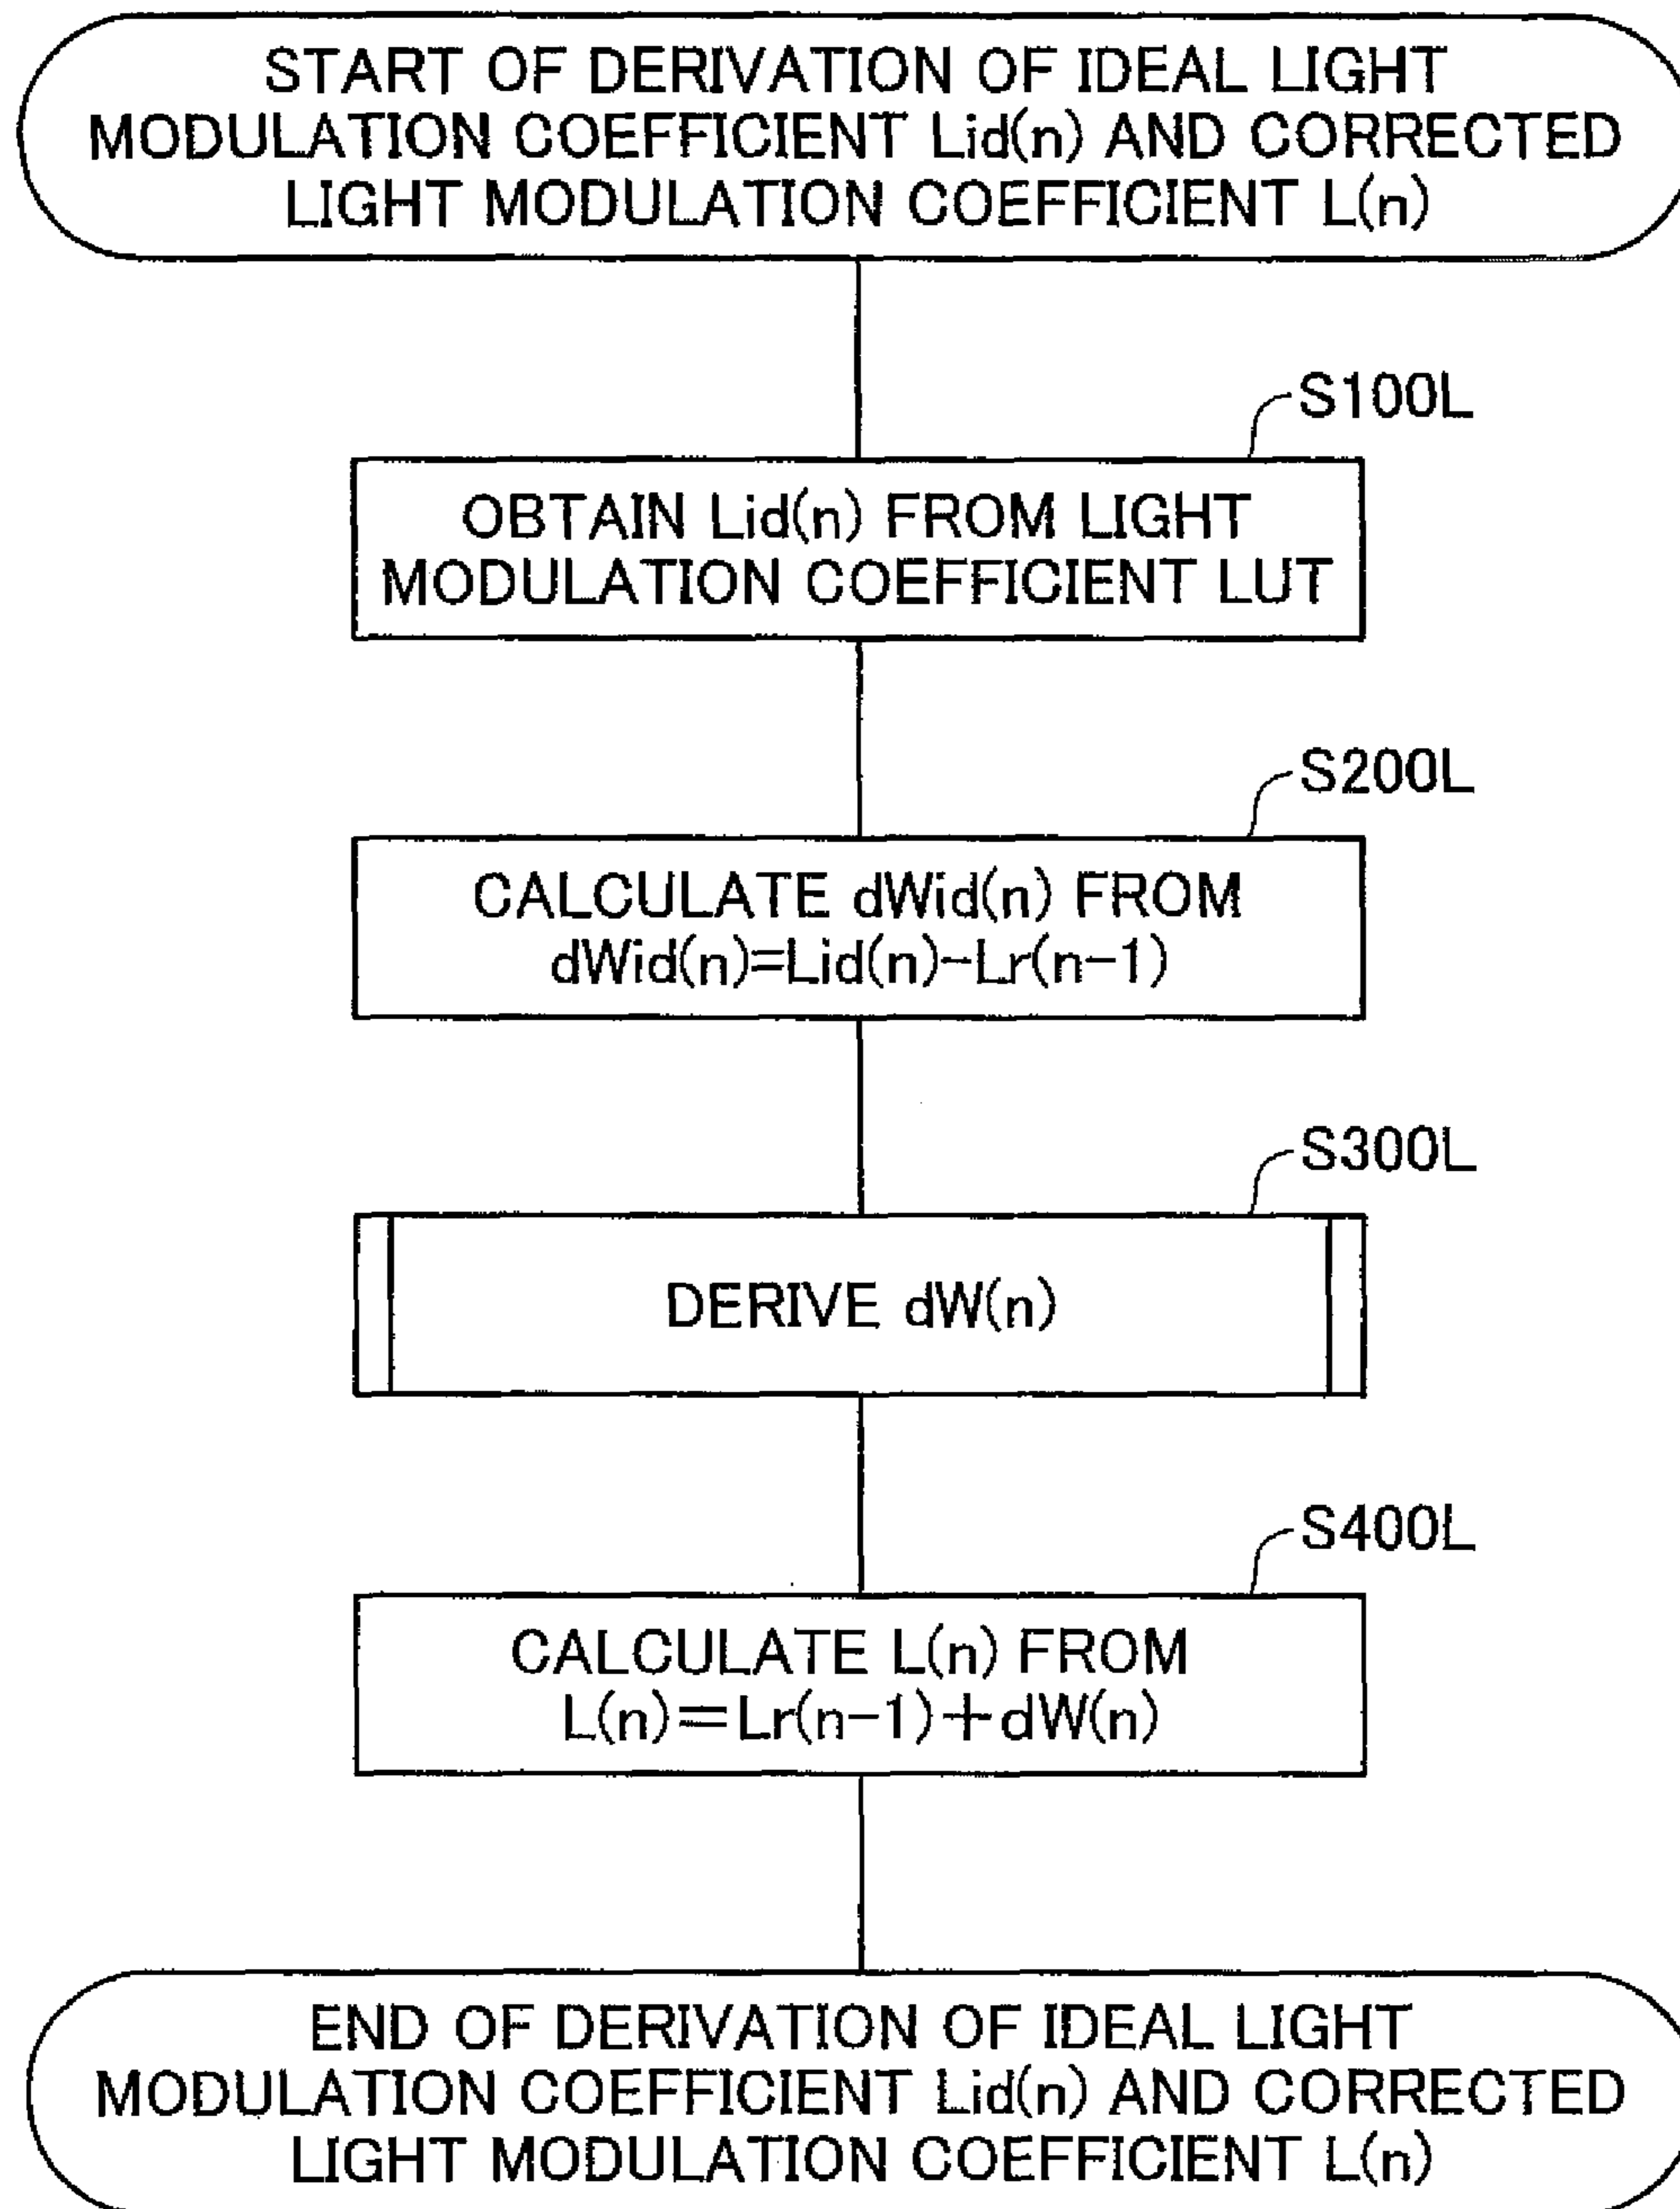 START OF DERIVATION OF IDEAL LIGHT
MODULATION COEFFICIENT Lid(n) AND CORRECTED
LIGHT MODULATION COEFFICIENT L(n)
S100L
OBTAIN Lid(n) FROM LIGHT
MODULATION COEFFICIENT LUT
S200L
CALCULATE dWid(n) FROM
dWid(n)=Lid(n)-Lr(n-1)
S300L
DERIVE dW(n)
S400L
CALCULATE L(n) FROM
L(n)=Lr(n-1)+dW(n)
END OF DERIVATION OF IDEAL LIGHT
MODULATION COEFFICIENT Lid(n) AND CORRECTED
LIGHT MODULATION COEFFICIENT L(n)